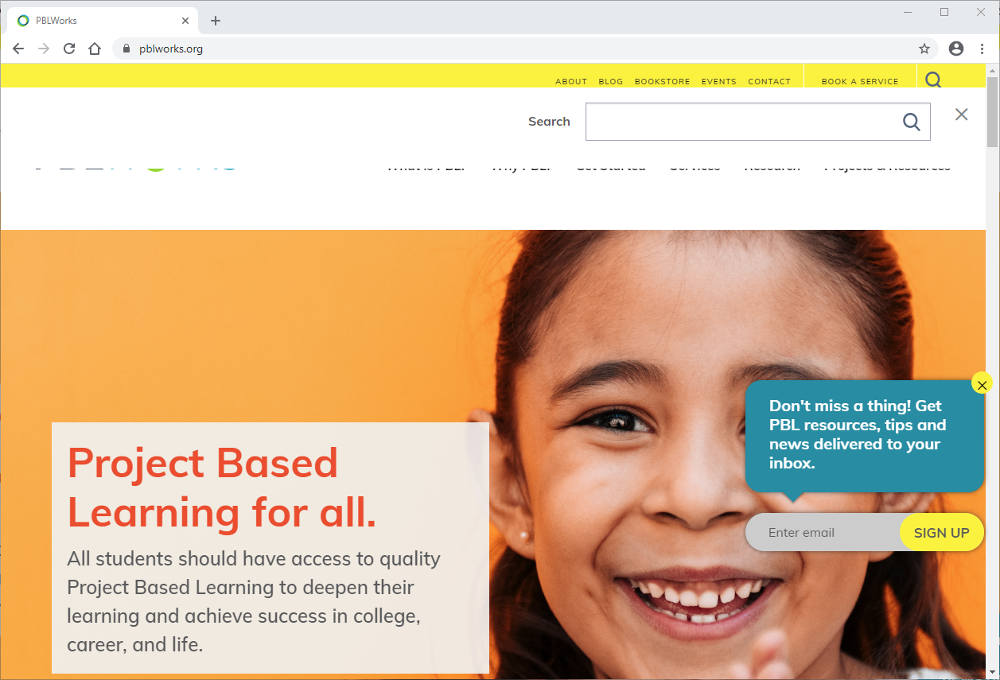 PBLWorks
pblworks.org
ABOUT BLOG BOOKSTORE EVENTS CONTACT BOOK A SERVICE
Search
Don't miss a thing! Get
PBL resources, tips and
news delivered to your
inbox.
Enter email SIGN UP
Project Based
Learning for all.
All students should have access to quality
Project Based Learning to deepen their
learning and achieve success in college,
career, and life.